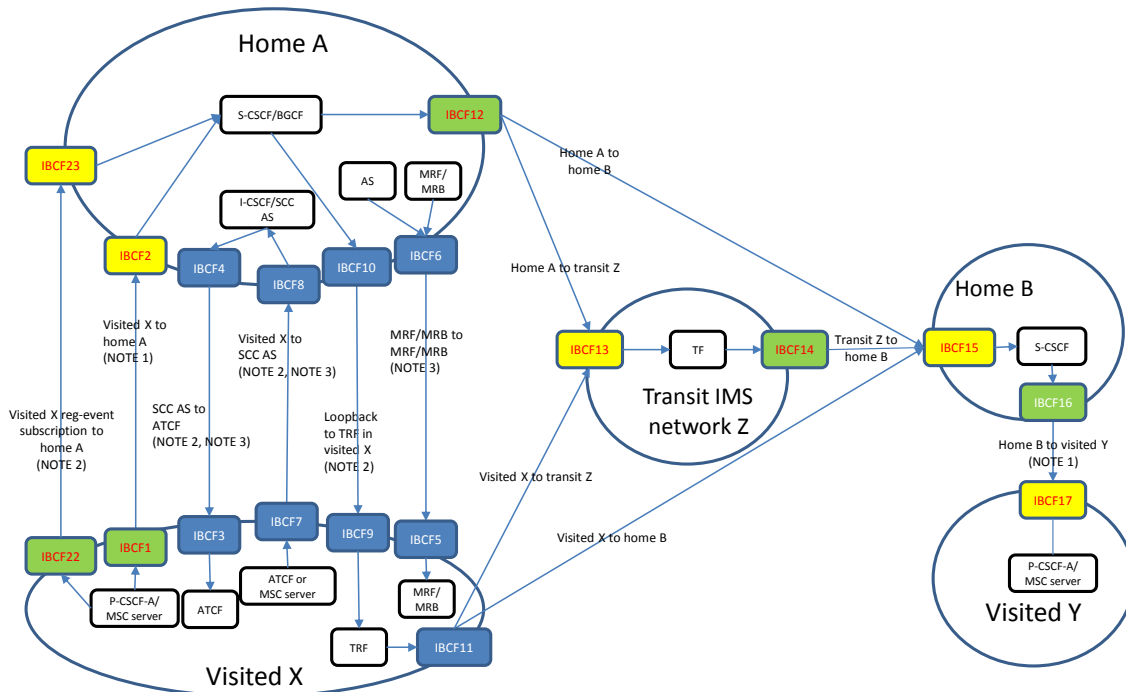 Home A
S-CSCF/BGCF
IBCF12
IBCF23
AS
MRF/
MRB
I-CSCF/SCC
AS
IBCF2
IBCF4
IBCF8
IBCF10
IBCF6
Home A to
home B
Home A to transit Z
Visited X to
home A
(NOTE 1)
Visited X to
SCC AS
(NOTE 2, NOTE 3)
MRF/MRB to
MRF/MRB
(NOTE 3)
Visited X reg-event
subscription to
home A
(NOTE 2)
SCC AS to
ATCF
(NOTE 2, NOTE 3)
Loopback
to TRF in
visited X
(NOTE 2)
IBCF13
TF
IBCF14
Transit IMS
network Z
Transit Z to
home B
Home B
IBCF15
S-CSCF
IBCF16
Home B to visited Y
(NOTE 1)
IBCF17
P-CSCF-A/
MSC server
Visited Y
Visited X to transit Z
Visited X to home B
IBCF22
IBCF1
IBCF3
IBCF7
IBCF9
IBCF5
P-CSCF-A/
MSC server
ATCF
ATCF or
MSC server
MRF/
MRB
TRF
IBCF11
Visited X